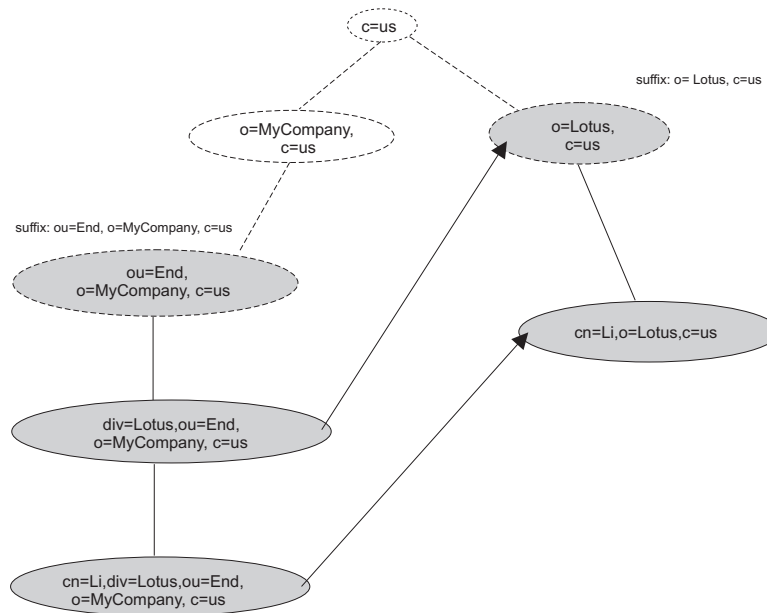 c=us
suffix: o= Lotus, c=us
o=MyCompany,
c=us
o=Lotus,
c=us
suffix: ou=End, o=MyCompany, c=us
ou=End,
o=MyCompany, c=us
cn=Li,o=Lotus,c=us
div=Lotus,ou=End,
o=MyCompany, c=us
cn=Li,div=Lotus,ou=End,
o=MyCompany, c=us